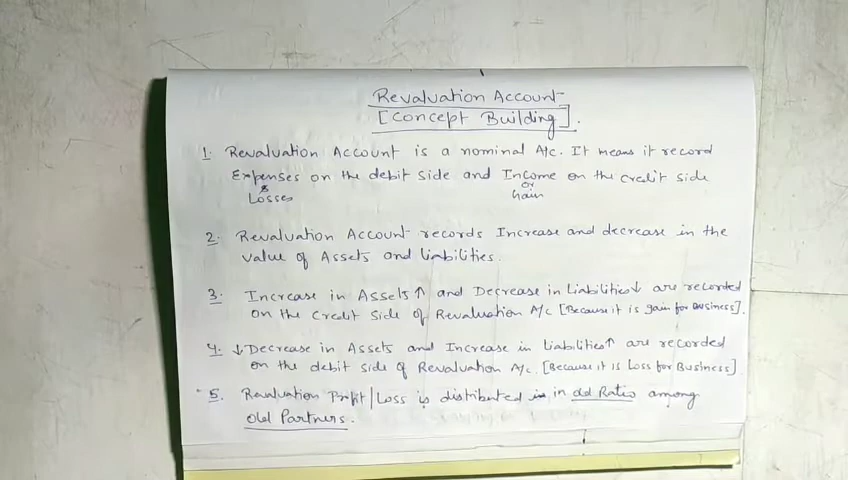 Revaluation Account
[Concept Building].
1. Revaluation Account is a nominal A/c. It means it record
Expenses on the debit side and Income on the credit side
& or
Losses Gain
2. Revaluation Account records Increase and decrease in the
value of Assets and liabilities.
3. Increase in Assets ↑ and Decrease in Liabilities ↓ are recorded
on the Credit side of Revaluation A/c [Because it is gain for Business].
4. ↓ Decrease in Assets and Increase in Liabilities ↑ are recorded
on the debit side of Revaluation A/c. [Because it is Loss for Business]
5. Revaluation Profit/Loss is distributed in in old Ratio among
old Partners.